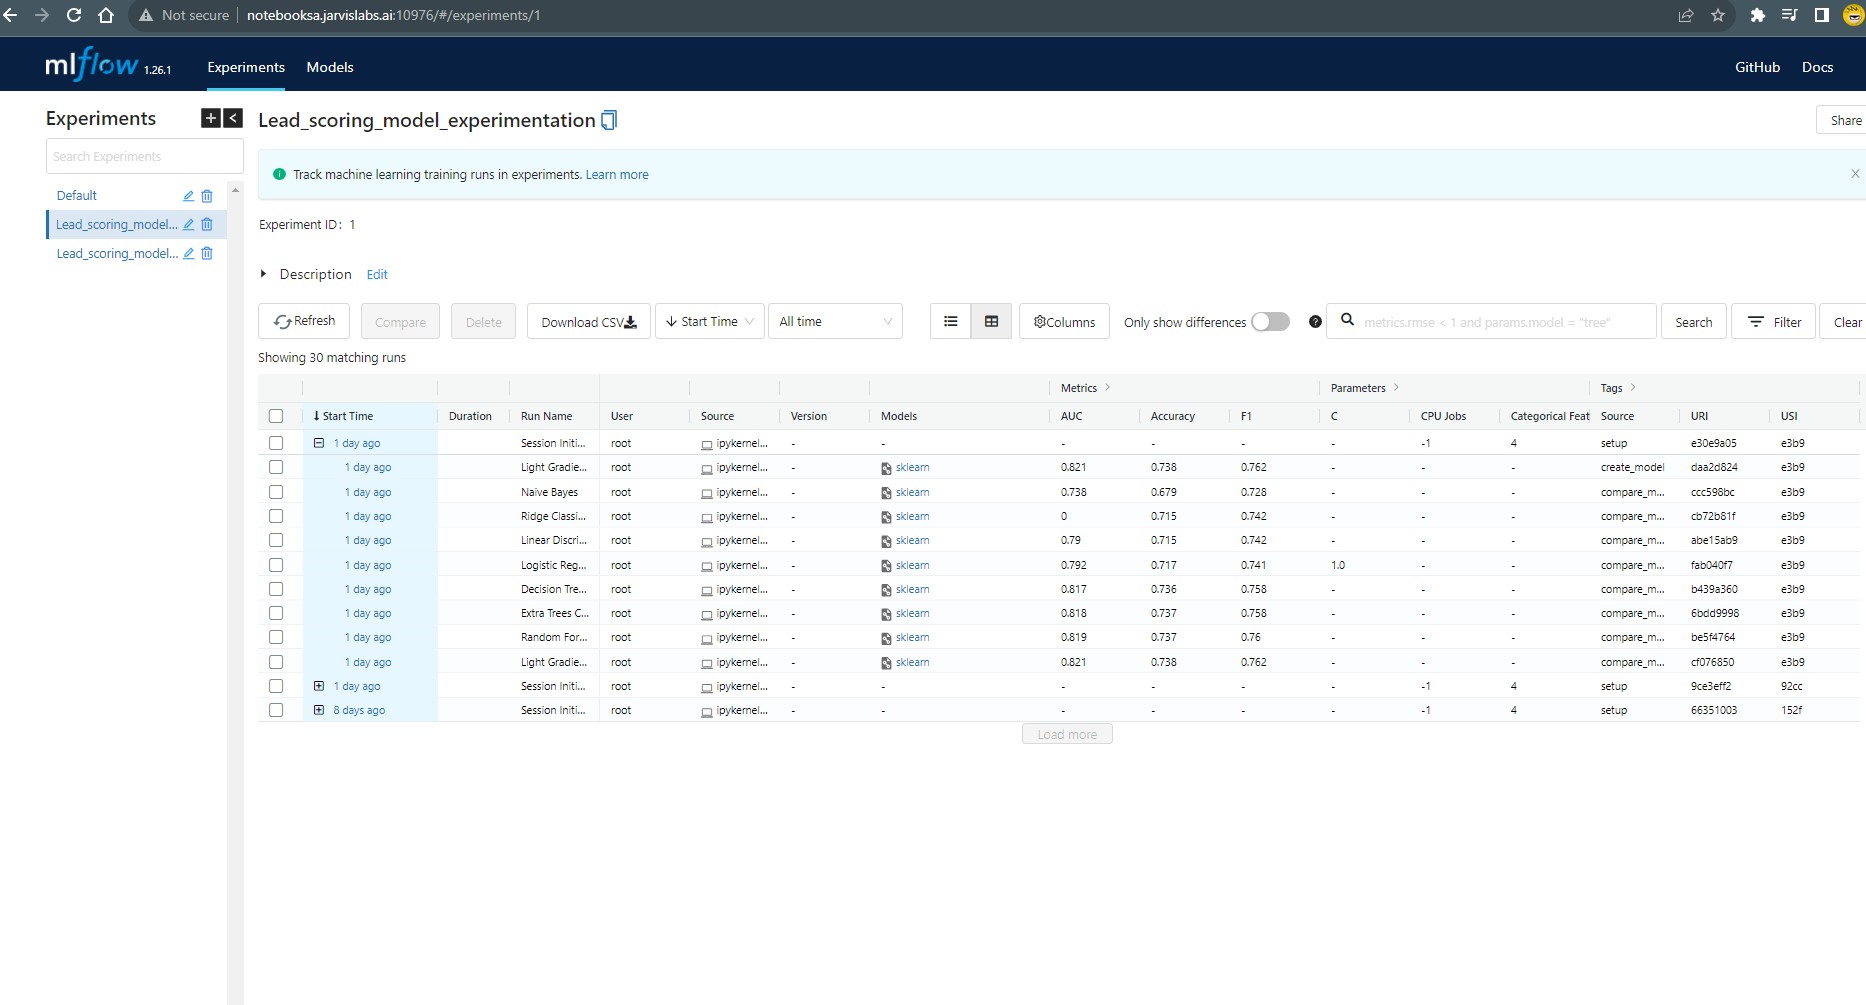 Not secure notebooksa.jarvislabs.ai:10976/#/experiments/1
mlflow 1.26.1 Experiments Models GitHub Docs
Experiments + <
Search Experiments
Default
Lead_scoring_model...
Lead_scoring_model...
Lead_scoring_model_experimentation Share
Track machine learning training runs in experiments. Learn more
Experiment ID: 1
Description Edit
Refresh Compare Delete Download CSV Start Time All time Columns Only show differences metrics.rmse < 1 and params.model = "tree" Search Filter Clear
Showing 30 matching runs
Metrics > Parameters > Tags >
↓ Start Time Duration Run Name User Source Version Models AUC Accuracy F1 C CPU Jobs Categorical Feat Source URI USI
1 day ago Session Initi... root ipykernel... - - - - - - -1 4 setup e30e9a05 e3b9
1 day ago Light Gradie... root ipykernel... - sklearn 0.821 0.738 0.762 - - - create_model daa2d824 e3b9
1 day ago Naive Bayes root ipykernel... - sklearn 0.738 0.679 0.728 - - - compare_m... ccc598bc e3b9
1 day ago Ridge Classi... root ipykernel... - sklearn 0 0.715 0.742 - - - compare_m... cb72b81f e3b9
1 day ago Linear Discri... root ipykernel... - sklearn 0.79 0.715 0.742 - - - compare_m... abe15ab9 e3b9
1 day ago Logistic Reg... root ipykernel... - sklearn 0.792 0.717 0.741 1.0 - - compare_m... fab040f7 e3b9
1 day ago Decision Tre... root ipykernel... - sklearn 0.817 0.736 0.758 - - - compare_m... b439a360 e3b9
1 day ago Extra Trees C... root ipykernel... - sklearn 0.818 0.737 0.758 - - - compare_m... 6bdd9998 e3b9
1 day ago Random For... root ipykernel... - sklearn 0.819 0.737 0.76 - - - compare_m... be5f4764 e3b9
1 day ago Light Gradie... root ipykernel... - sklearn 0.821 0.738 0.762 - - - compare_m... cf076850 e3b9
1 day ago Session Initi... root ipykernel... - - - - - - -1 4 setup 9ce3eff2 92cc
8 days ago Session Initi... root ipykernel... - - - - - - -1 4 setup 66351003 152f
Load more